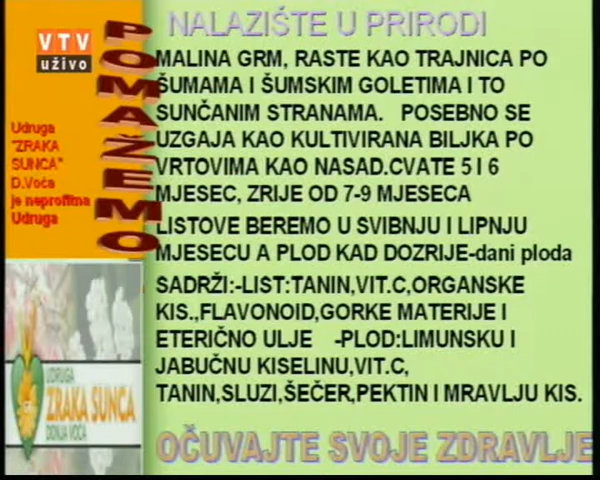 NALAZIŠTE U PRIRODI
VTV
uživo
POMAŽEMO
Udruga
"ZRAKA
SUNCA"
D.Voća
je neprofitna
Udruga
MALINA GRM, RASTE KAO TRAJNICA PO
ŠUMAMA I ŠUMSKIM GOLETIMA I TO
SUNČANIM STRANAMA. POSEBNO SE
UZGAJA KAO KULTIVIRANA BILJKA PO
VRTOVIMA KAO NASAD.CVATE 5 I 6
MJESEC, ZRIJE OD 7-9 MJESECA
LISTOVE BEREMO U SVIBNJU I LIPNJU
MJESECU A PLOD KAD DOZRIJE-dani ploda
SADRŽI:-LIST:TANIN,VIT.C,ORGANSKE
KIS.,FLAVONOID,GORKE MATERIJE I
ETERIČNO ULJE -PLOD:LIMUNSKU I
JABUČNU KISELINU,VIT.C,
TANIN,SLUZI,ŠEČER,PEKTIN I MRAVLJU KIS.
UDRUGA
ZRAKA SUNCA
DONJA VOĆA
OČUVAJTE SVOJE ZDRAVLJE